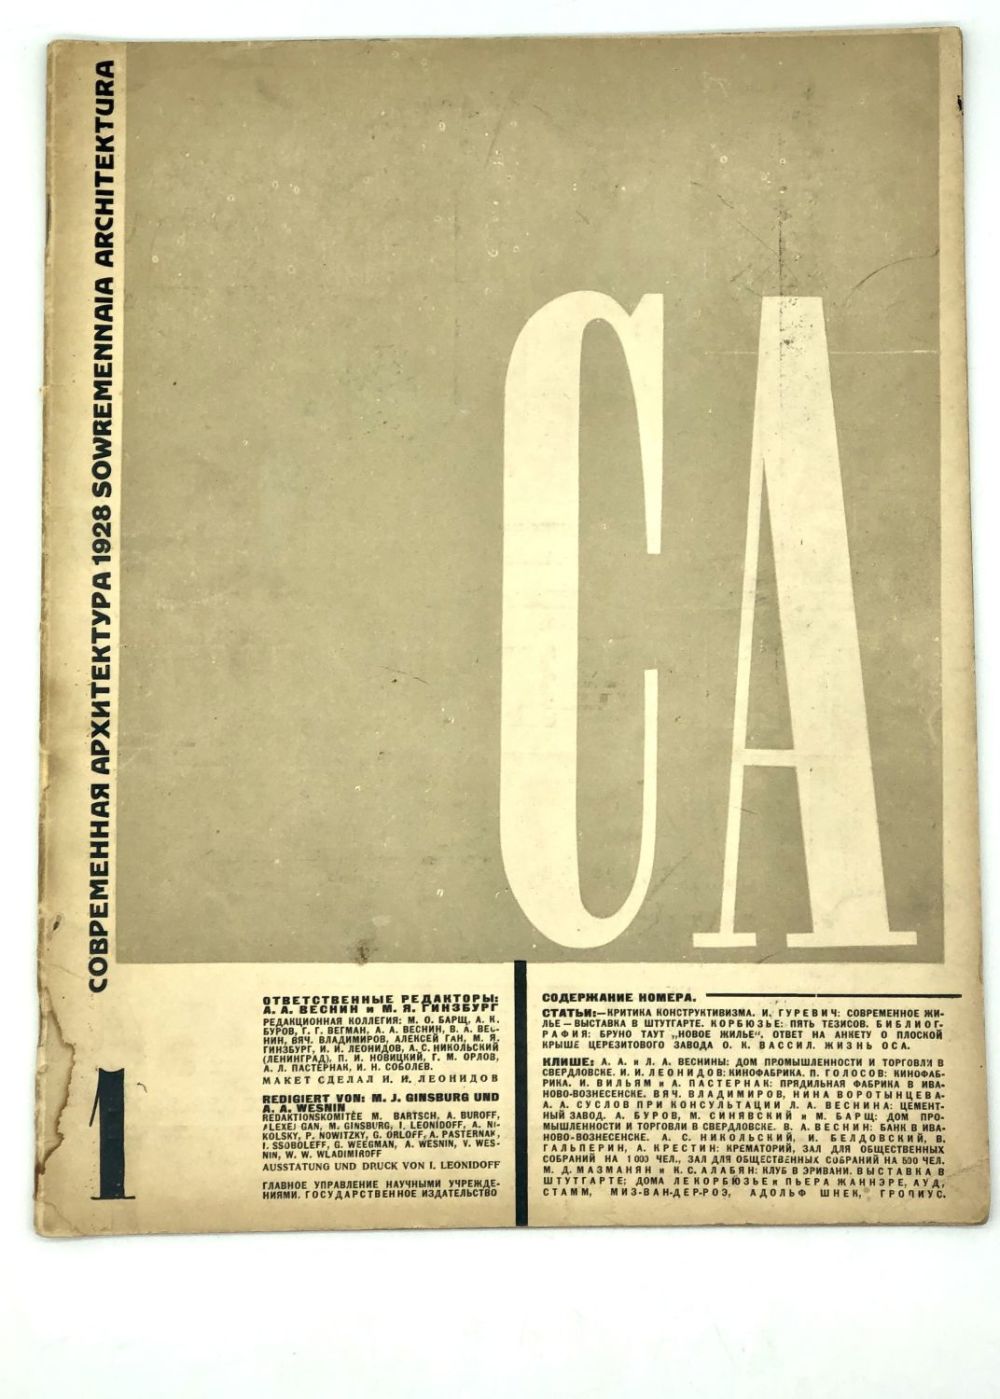 СОВРЕМЕННАЯ АРХИТЕКТУРА 1928 SOWREMENNAIA ARCHITEKTURA
СА
1
ОТВЕТСТВЕННЫЕ РЕДАКТОРЫ:
А. А. ВЕСНИН и М. Я. ГИНЗБУРГ
РЕДАКЦИОННАЯ КОЛЛЕГИЯ: М. О. БАРЩ, А. К.
БУРОВ, Г. Г. ВЕГМАН, А. А. ВЕСНИН, В. А. ВЕС-
НИН, ВЯЧ. ВЛАДИМИРОВ, АЛЕКСЕЙ ГАН, М. Я.
ГИНЗБУРГ, И. И. ЛЕОНИДОВ, А. С. НИКОЛЬСКИЙ
(ЛЕНИНГРАД), П. И. НОВИЦКИЙ, Г. М. ОРЛОВ,
А. Л. ПАСТЕРНАК, И. Н. СОБОЛЕВ.
МАКЕТ СДЕЛАЛ И. И. ЛЕОНИДОВ
REDIGIERT VON: M. J. GINSBURG UND
A. A. WESNIN
REDAKTIONSKOMITÉE M. BARTSCH, A. BUROFF,
ALEXEI GAN, M. GINSBURG, I. LEONIDOFF, A. NI-
KOLSKY, P. NOWITZKY, G. ORLOFF, A. PASTERNAK,
I. SSOBOLEFF, G. WEEGMAN, A. WESNIN, V. WES-
NIN, W. W. WLADIMIROFF
AUSSTATUNG UND DRUCK VON I. LEONIDOFF
ГЛАВНОЕ УПРАВЛЕНИЕ НАУЧНЫМИ УЧРЕЖДЕ-
НИЯМИ. ГОСУДАРСТВЕННОЕ ИЗДАТЕЛЬСТВО
СОДЕРЖАНИЕ НОМЕРА.
СТАТЬИ:—КРИТИКА КОНСТРУКТИВИЗМА. И. ГУРЕВИЧ: СОВРЕМЕННОЕ ЖИ-
ЛЬЕ — ВЫСТАВКА В ШТУТГАРТЕ. КОРБЮЗЬЕ: ПЯТЬ ТЕЗИСОВ. БИБЛИОГ-
РАФИЯ: БРУНО ТАУТ „НОВОЕ ЖИЛЬЕ“, ОТВЕТ НА АНКЕТУ О ПЛОСКОЙ
КРЫШЕ ЦЕРЕЗИТОВОГО ЗАВОДА О. К. ВАССИЛ. ЖИЗНЬ ОСА.
КЛИШЕ: А. А. и Л. А. ВЕСНИНЫ: ДОМ ПРОМЫШЛЕННОСТИ И ТОРГОВЛИ В
СВЕРДЛОВСКЕ. И. И. ЛЕОНИДОВ: КИНОФАБРИКА. П. ГОЛОСОВ: КИНОФАБ-
РИКА. И. ВИЛЬЯМ и А. ПАСТЕРНАК: ПРЯДИЛЬНАЯ ФАБРИКА В ИВА-
НОВО-ВОЗНЕСЕНСКЕ. ВЯЧ. ВЛАДИМИРОВ, НИНА ВОРОТЫНЦЕВА-
А. А. СУСЛОВ ПРИ КОНСУЛЬТАЦИИ Л. А. ВЕСНИНА: ЦЕМЕНТ-
НЫЙ ЗАВОД. А. БУРОВ, М. СИНЯВСКИЙ и М. БАРЩ: ДОМ ПРО-
МЫШЛЕННОСТИ И ТОРГОВЛИ В СВЕРДЛОВСКЕ. В. А. ВЕСНИН: БАНК В ИВА-
НОВО-ВОЗНЕСЕНСКЕ. А. С. НИКОЛЬСКИЙ, И. БЕЛДОВСКИЙ, В.
ГАЛЬПЕРИН, А. КРЕСТИН: КРЕМАТОРИЙ, ЗАЛ ДЛЯ ОБЩЕСТВЕННЫХ
СОБРАНИЙ НА 1 000 ЧЕЛ., ЗАЛ ДЛЯ ОБЩЕСТВЕННЫХ СОБРАНИЙ НА 500 ЧЕЛ.
М. Д. МАЗМАНЯН и К. С. АЛАБЯН: КЛУБ В ЭРИВАНИ. ВЫСТАВКА В
ШТУТГАРТЕ; ДОМА ЛЕКОРБЮЗЬЕ и ПЬЕРА ЖАННЭРЕ, АУД,
СТАММ, МИЗ-ВАН-ДЕР-РОЭ, АДОЛЬФ ШНЕК, ГРОПИУС.